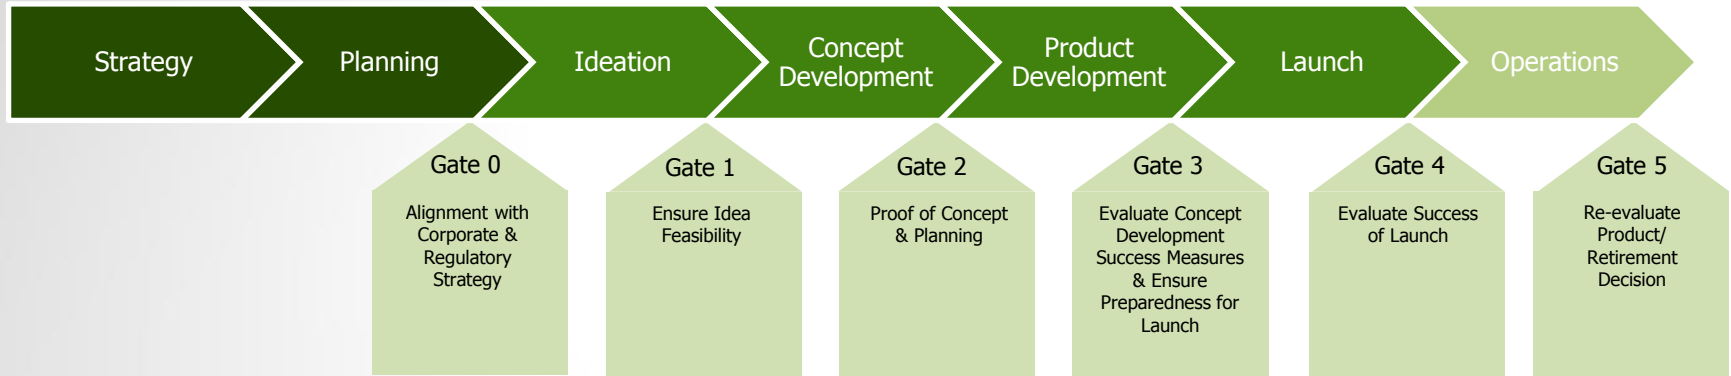 Strategy
Planning
Ideation
Concept
Development
Product
Development
Launch
Operations
Gate 0
Alignment with
Corporate &
Regulatory
Strategy
Gate 1
Ensure Idea
Feasibility
Gate 2
Proof of Concept
& Planning
Gate 3
Evaluate Concept
Development
Success Measures
& Ensure
Preparedness for
Launch
Gate 4
Evaluate Success
of Launch
Gate 5
Re-evaluate
Product/
Retirement
Decision